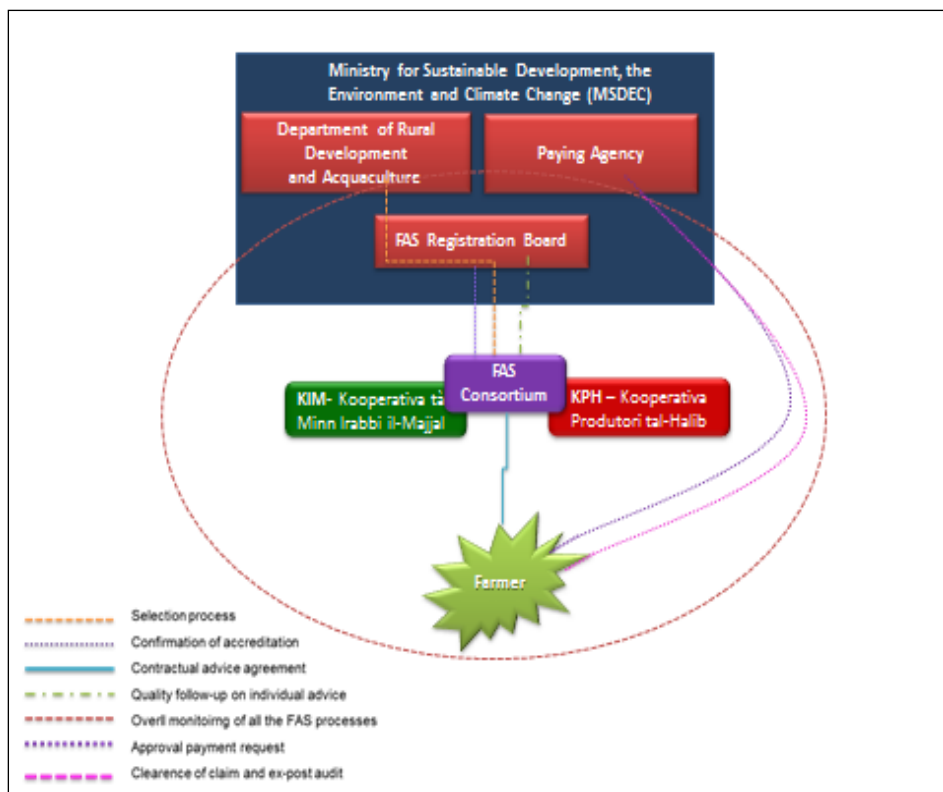 Ministry for Sustainable Development, the
Environment and Climate Change (MSDEC)
Department of Rural
Development
and Acquaculture
Paying Agency
FAS Registration Board
FAS
Consortium
KIM- Kooperativa tà
Minn Irabbi il-Majjal
KPH – Kooperativa
Produtori tal-Halib
Farmer
Selection process
Confirmation of accreditation
Contractual advice agreement
Quality follow-up on individual advice
Overll monitoirng of all the FAS processes
Approval payment request
Clearence of claim and ex-post audit